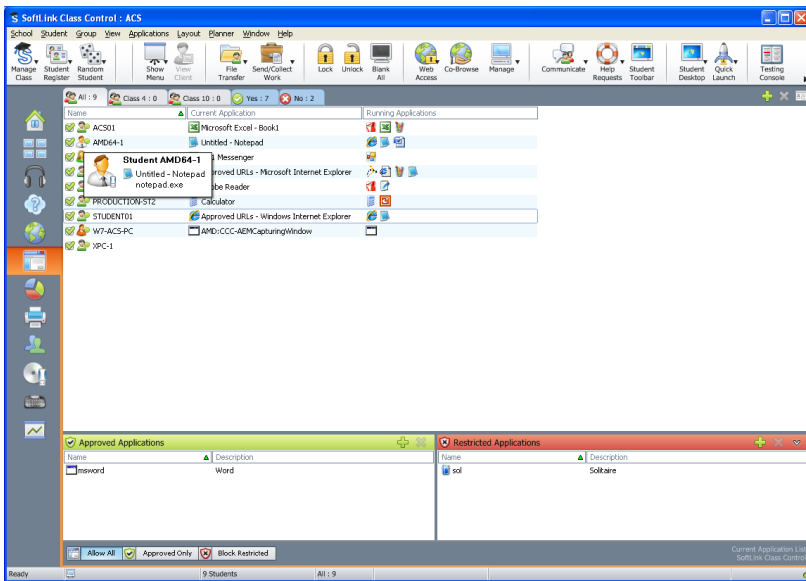 SoftLink Class Control : ACS
School Student Group View Applications Layout Planner Window Help
Manage Class Student Register Random Student Show Menu View Client File Transfer Send/Collect Work Lock Unlock Blank All Web Access Co-Browse Manage Communicate Help Requests Student Toolbar Student Desktop Quick Launch Testing Console
All : 9 Class 4 : 0 Class 10 : 0 Yes : 7 No : 2
Name Current Application Running Applications
ACS01 Microsoft Excel - Book1
AMD64-1 Untitled - Notepad
Messenger
Student AMD64-1
Untitled - Notepad
notepad.exe
roved URLs - Microsoft Internet Explorer
be Reader
PRODUCTION-ST2 Calculator
STUDENT01 Approved URLs - Windows Internet Explorer
W7-ACS-PC AMD:CCC-AEMCapturingWindow
XPC-1
Approved Applications
Name Description
msword Word
Restricted Applications
Name Description
sol Solitaire
Allow All Approved Only Block Restricted
Current Application List
SoftLink Class Control
Ready 9 Students All : 9